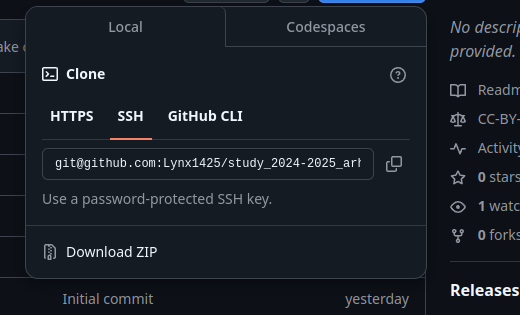 Local
Codespaces
No descrip
provided.
ake
Clone
Readm
HTTPS
SSH
GitHub CLI
CC-BY-
Activity
git@github.com:Lynx1425/study_2024-2025_arh
0 stars
Use a password-protected SSH key.
1 watc
0 forks
Download ZIP
Releases
Initial commit
yesterday